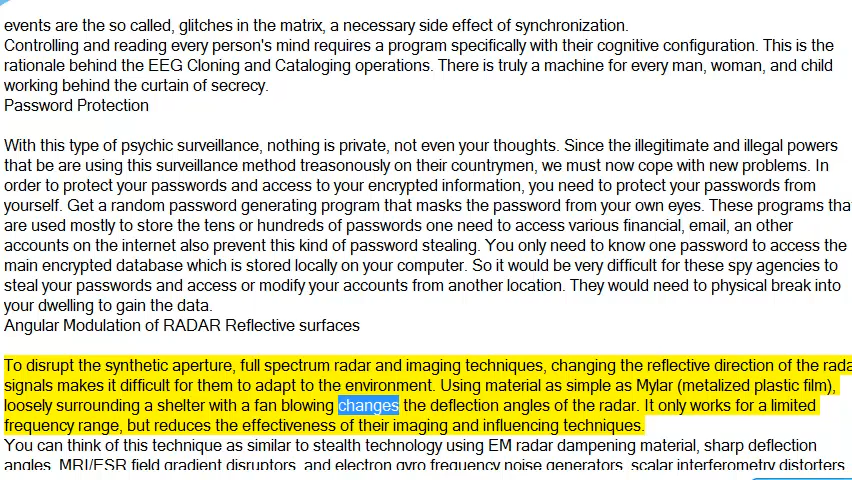 events are the so called, glitches in the matrix, a necessary side effect of synchronization.
Controlling and reading every person's mind requires a program specifically with their cognitive configuration. This is the
rationale behind the EEG Cloning and Cataloging operations. There is truly a machine for every man, woman, and child
working behind the curtain of secrecy.
Password Protection
With this type of psychic surveillance, nothing is private, not even your thoughts. Since the illegitimate and illegal powers
that be are using this surveillance method treasonously on their countrymen, we must now cope with new problems. In
order to protect your passwords and access to your encrypted information, you need to protect your passwords from
yourself. Get a random password generating program that masks the password from your own eyes. These programs tha
are used mostly to store the tens or hundreds of passwords one need to access various financial, email, an other
accounts on the internet also prevent this kind of password stealing. You only need to know one password to access the
main encrypted database which is stored locally on your computer. So it would be very difficult for these spy agencies to
steal your passwords and access or modify your accounts from another location. They would need to physical break into
your dwelling to gain the data.
Angular Modulation of RADAR Reflective surfaces
To disrupt the synthetic aperture, full spectrum radar and imaging techniques, changing the reflective direction of the rada
signals makes it difficult for them to adapt to the environment. Using material as simple as Mylar (metalized plastic film),
loosely surrounding a shelter with a fan blowing changes the deflection angles of the radar. It only works for a limited
frequency range, but reduces the effectiveness of their imaging and influencing techniques.
You can think of this technique as similar to stealth technology using EM radar dampening material, sharp deflection
angles, MRI/ESR field gradient disruptors, and electron gyro frequency noise generators, scalar interferometry distorters